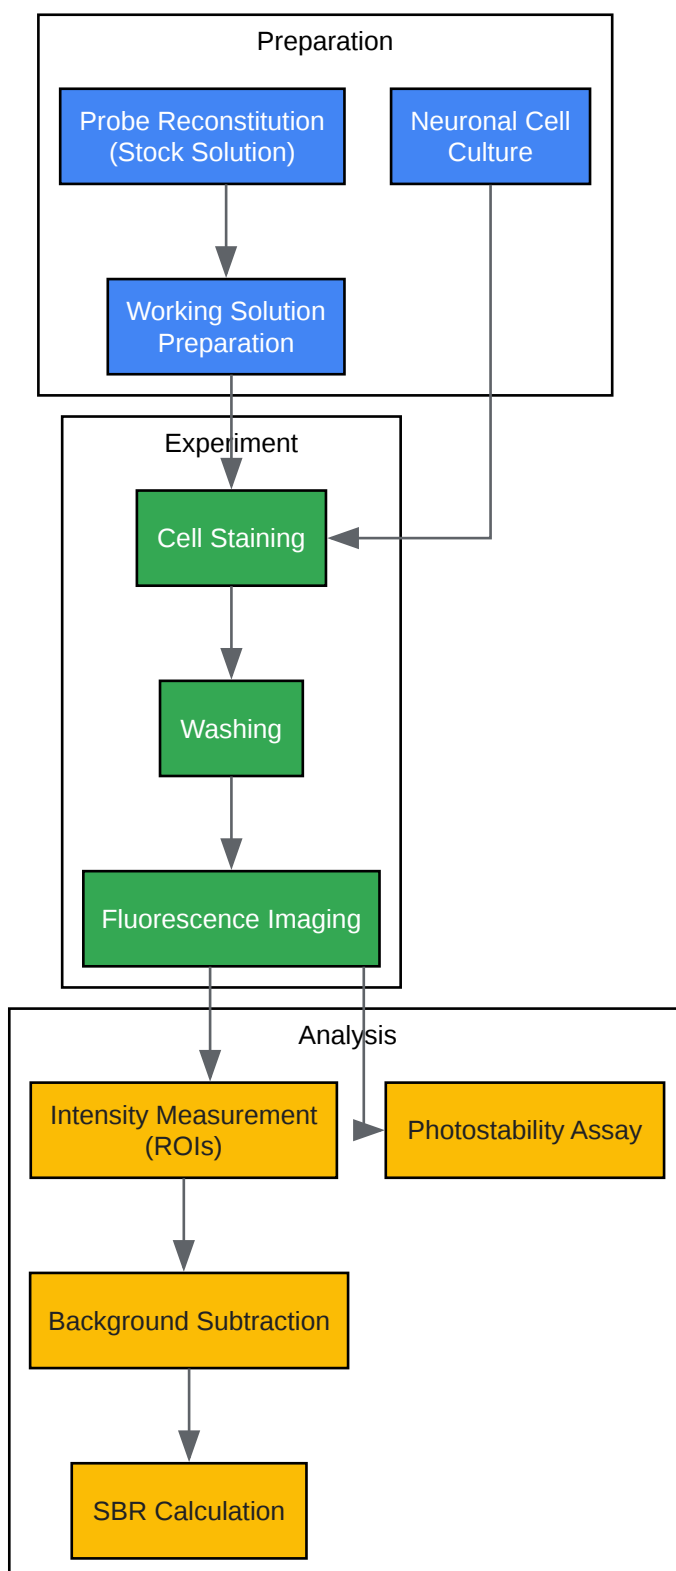 Preparation
Probe Reconstitution
(Stock Solution)
Neuronal Cell
Culture
Working Solution
Preparation
Experiment
Cell Staining
Washing
Fluorescence Imaging
Analysis
Intensity Measurement
(ROIs)
Photostability Assay
Background Subtraction
SBR Calculation